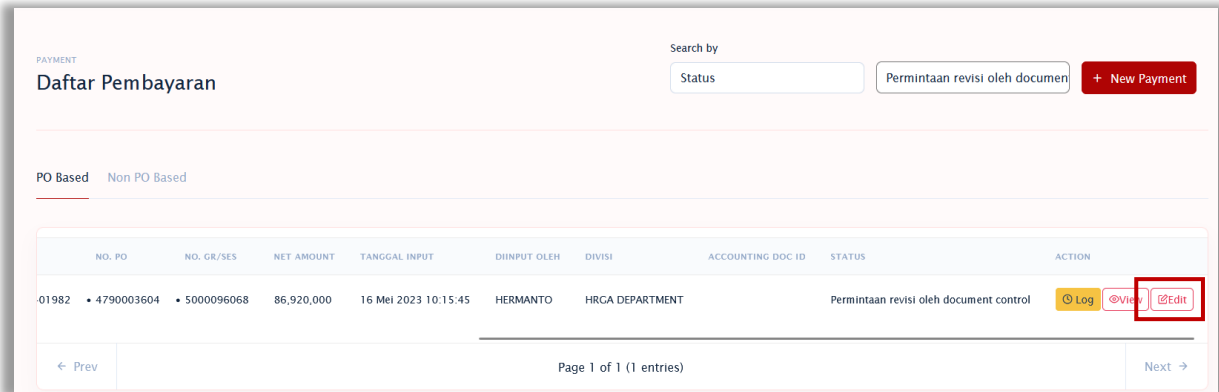 Search by
PAYMENT
Daftar Pembayaran
Status
Permintaan revisi oleh documen
+ New Payment
PO Based Non PO Based
NO. PO NO. GR/SES NET AMOUNT TANGGAL INPUT DIINPUT OLEH DIVISI ACCOUNTING DOC ID STATUS ACTION
01982 • 4790003604 • 5000096068 86,920,000 16 Mei 2023 10:15:45 HERMANTO HRGA DEPARTMENT Permintaan revisi oleh document control Log View Edit
← Prev Page 1 of 1 (1 entries) Next →